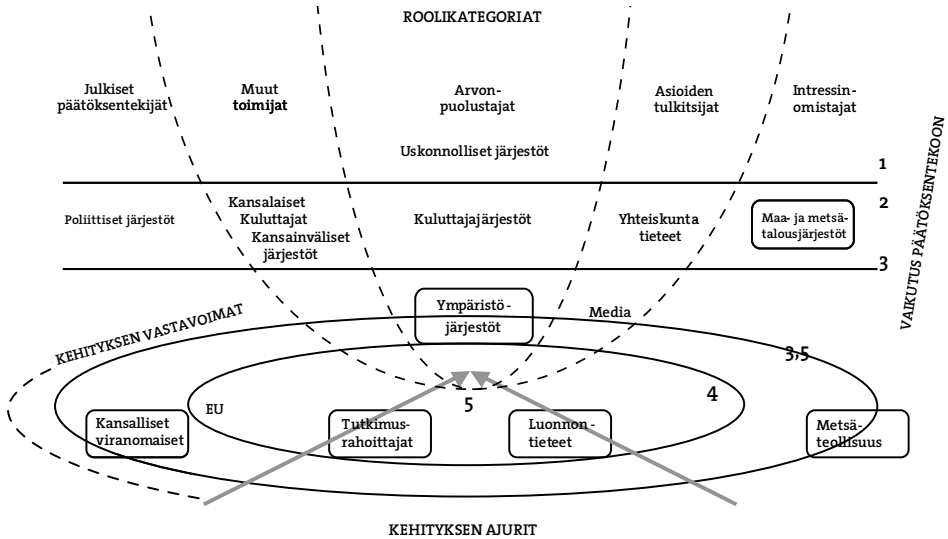 ROOLIKATEGORIAT
Julkiset
päätöksentekijät
Muut
toimijat
Arvon-
puolustajat
Asioiden
tulkitsijat
Intressin-
omistajat
Uskonnolliset järjestöt
1
VAIKUTUS PÄÄTÖKSENTEKOON
2
Poliittiset järjestöt
Kansalaiset
Kuluttajat
Kansainväliset
järjestöt
Kuluttajajärjestöt
Yhteiskunta
tieteet
Maa- ja metsä-
talousjärjestöt
3
KEHITYKSEN VASTAVOIMAT
Ympäristö-
järjestöt
Media
3,5
4
5
EU
Kansalliset
viranomaiset
Tutkimus-
rahoittajat
Luonnon-
tieteet
Metsä-
teollisuus
KEHITYKSEN AJURIT